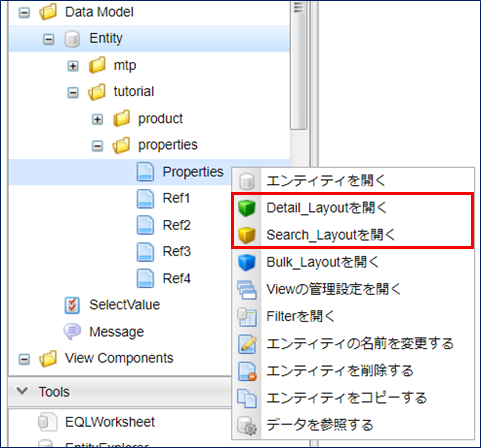 Data Model
Entity
mtp
tutorial
product
properties
Properties
Ref1
Ref2
Ref3
Ref4
SelectValue
Message
View Components
Tools
EQLWorksheet
EntityExplorer
エンティティを開く
Detail_Layoutを開く
Search_Layoutを開く
Bulk_Layoutを開く
Viewの管理設定を開く
Filterを開く
エンティティの名前を変更する
エンティティを削除する
エンティティをコピーする
データを参照する